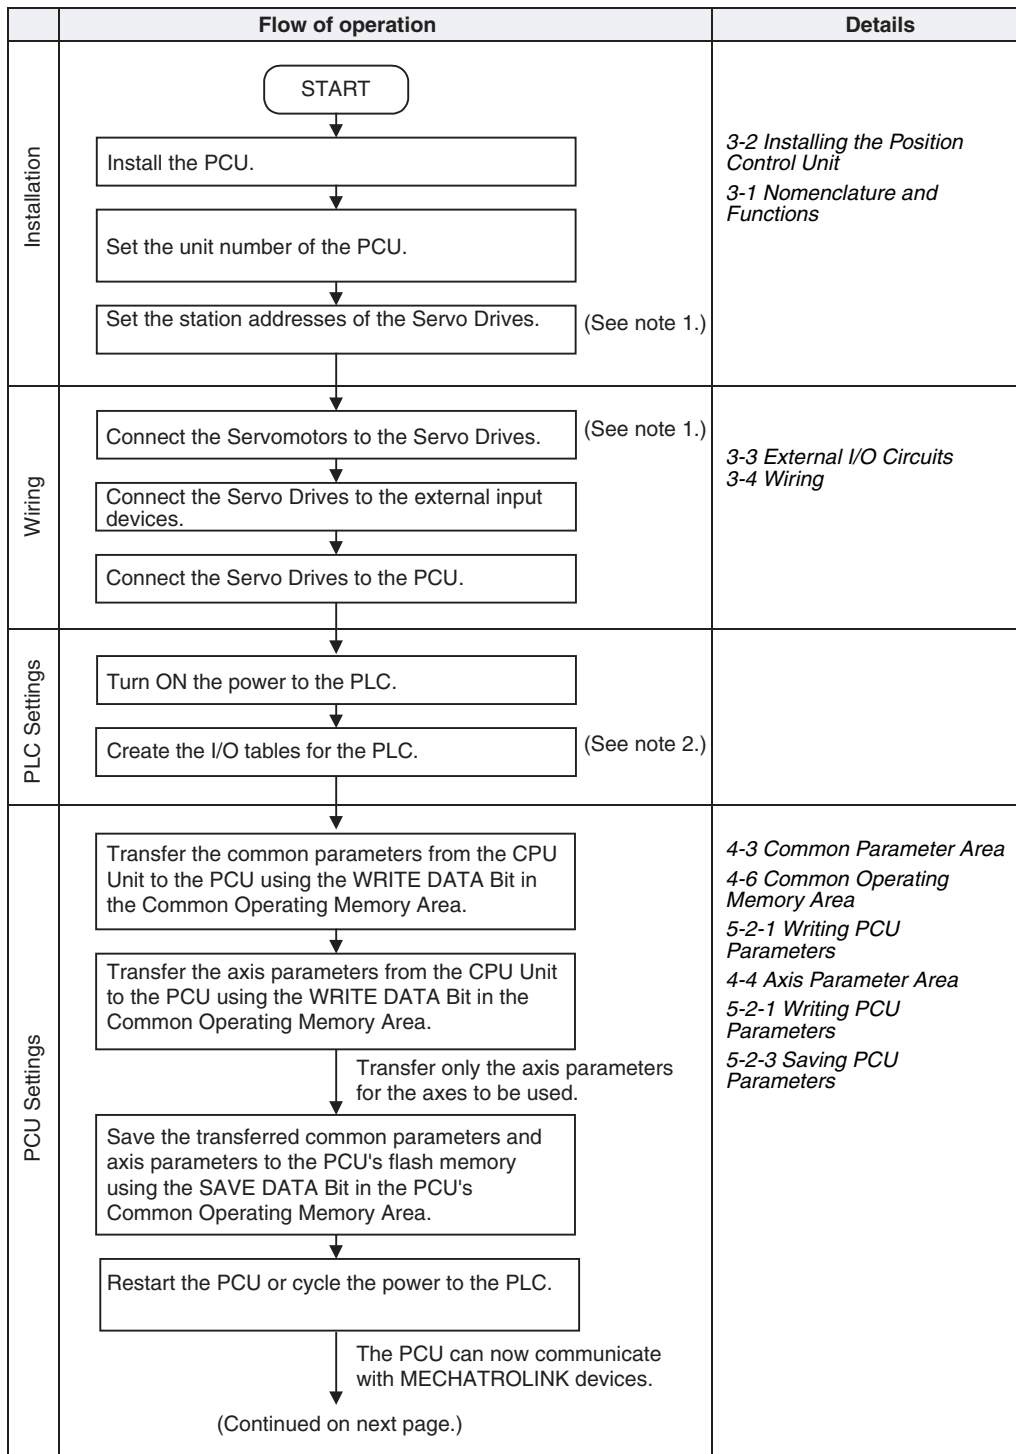 Flow of operation
Details
Installation
START
Install the PCU.
Set the unit number of the PCU.
Set the station addresses of the Servo Drives.
(See note 1.)
3-2 Installing the Position
Control Unit
3-1 Nomenclature and
Functions
Wiring
Connect the Servomotors to the Servo Drives.
(See note 1.)
Connect the Servo Drives to the external input
devices.
Connect the Servo Drives to the PCU.
3-3 External I/O Circuits
3-4 Wiring
PLC Settings
Turn ON the power to the PLC.
Create the I/O tables for the PLC.
(See note 2.)
PCU Settings
Transfer the common parameters from the CPU
Unit to the PCU using the WRITE DATA Bit in
the Common Operating Memory Area.
Transfer the axis parameters from the CPU Unit
to the PCU using the WRITE DATA Bit in the
Common Operating Memory Area.
Transfer only the axis parameters
for the axes to be used.
Save the transferred common parameters and
axis parameters to the PCU's flash memory
using the SAVE DATA Bit in the PCU's
Common Operating Memory Area.
Restart the PCU or cycle the power to the PLC.
The PCU can now communicate
with MECHATROLINK devices.
(Continued on next page.)
4-3 Common Parameter Area
4-6 Common Operating
Memory Area
5-2-1 Writing PCU
Parameters
4-4 Axis Parameter Area
5-2-1 Writing PCU
Parameters
5-2-3 Saving PCU
Parameters